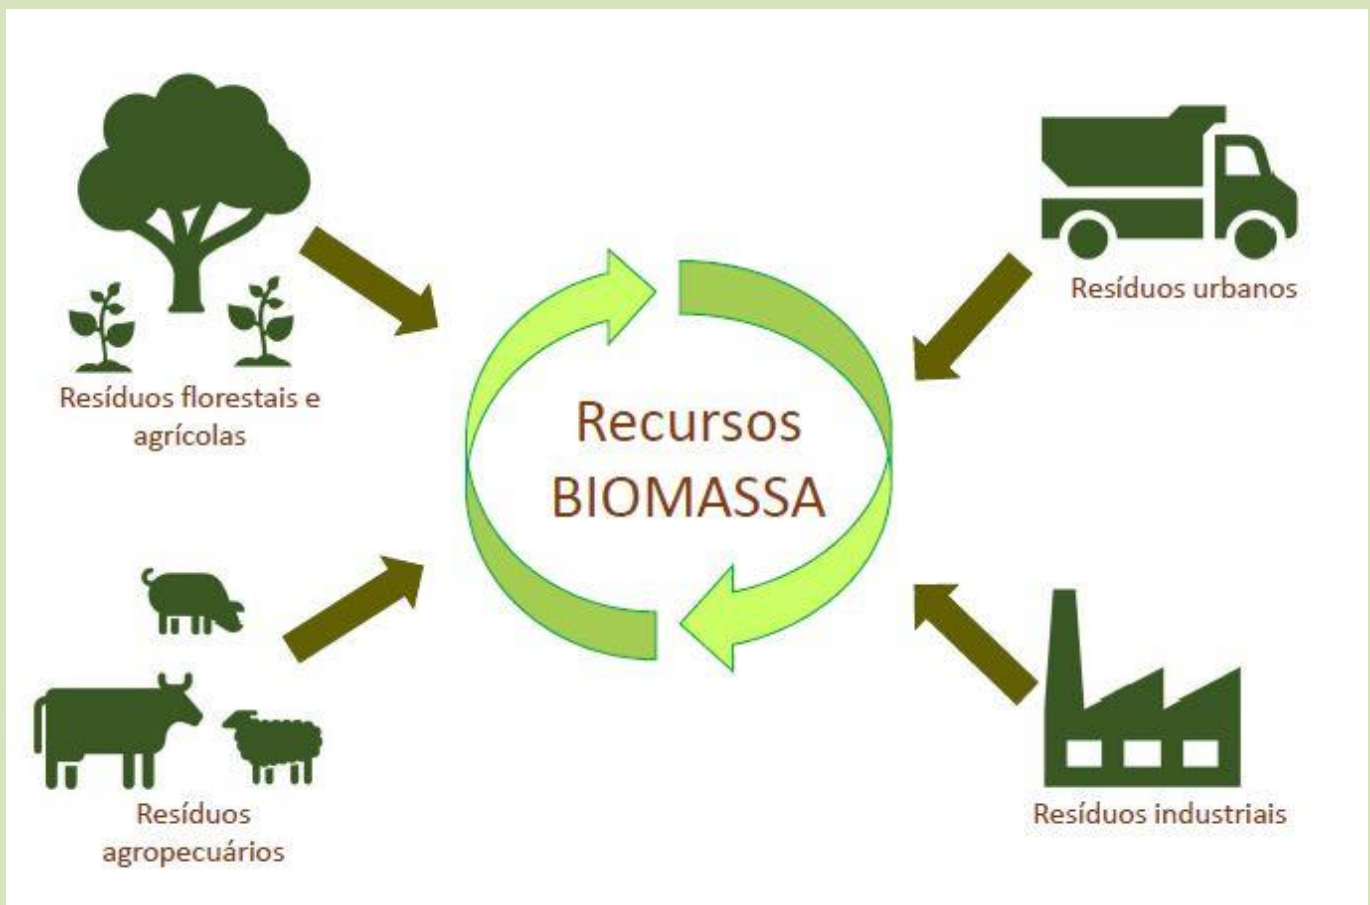 Resíduos urbanos
Resíduos florestais e
agrícolas
Recursos
BIOMASSA
Resíduos
agropecuários
Resíduos industriais